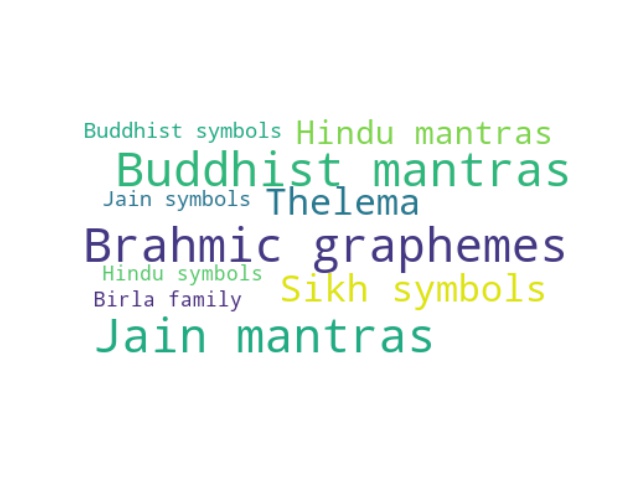 Buddhist symbols Hindu mantras
Buddhist mantras
Jain symbols Thelema
Brahmic graphemes
Hindu symbols Sikh symbols
Birla family
Jain mantras